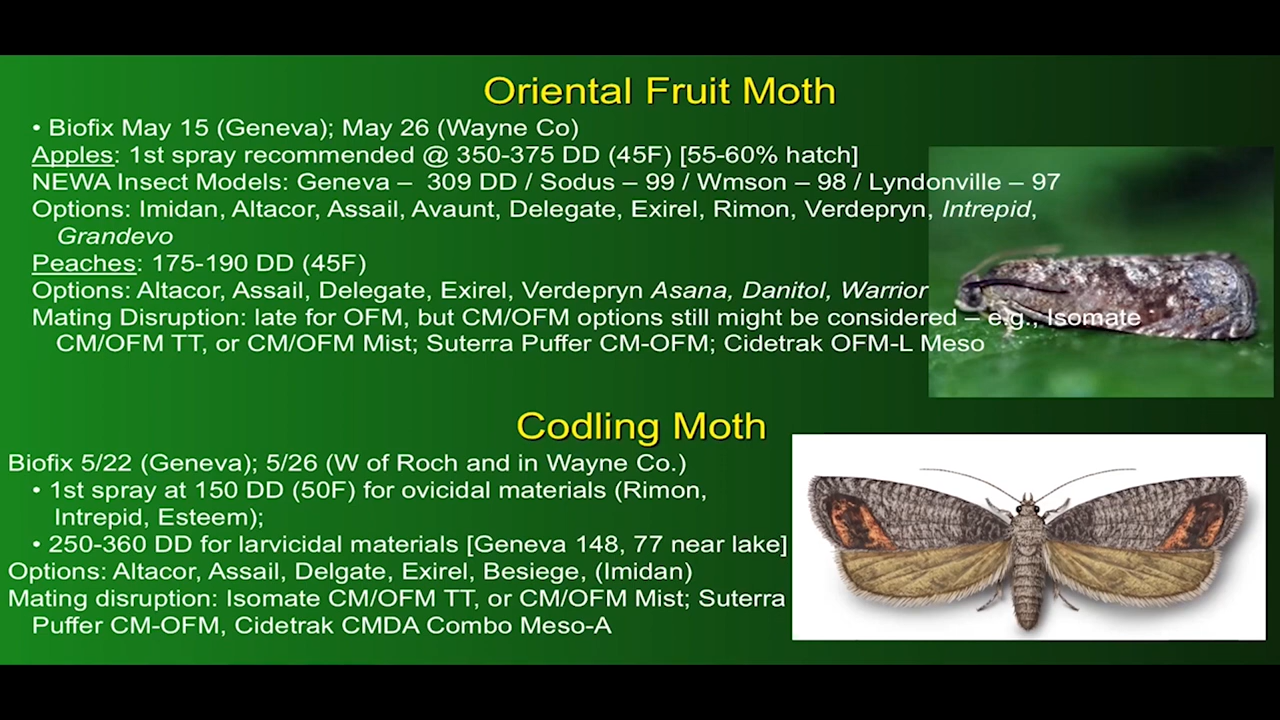 Oriental Fruit Moth
• Biofix May 15 (Geneva); May 26 (Wayne Co)
Apples: 1st spray recommended @ 350-375 DD (45F) [55-60% hatch]
NEWA Insect Models: Geneva – 309 DD / Sodus – 99 / Wmson – 98 / Lyndonville – 97
Options: Imidan, Altacor, Assail, Avaunt, Delegate, Exirel, Rimon, Verdepryn, Intrepid,
Grandevo
Peaches: 175-190 DD (45F)
Options: Altacor, Assail, Delegate, Exirel, Verdepryn Asana, Danitol, Warrior
Mating Disruption: late for OFM, but CM/OFM options still might be considered – e.g., Isomate
CM/OFM TT, or CM/OFM Mist; Suterra Puffer CM-OFM; Cidetrak OFM-L Meso
Codling Moth
Biofix 5/22 (Geneva); 5/26 (W of Roch and in Wayne Co.)
• 1st spray at 150 DD (50F) for ovicidal materials (Rimon,
Intrepid, Esteem);
• 250-360 DD for larvicidal materials [Geneva 148, 77 near lake]
Options: Altacor, Assail, Delgate, Exirel, Besiege, (Imidan)
Mating disruption: Isomate CM/OFM TT, or CM/OFM Mist; Suterra
Puffer CM-OFM, Cidetrak CMDA Combo Meso-A